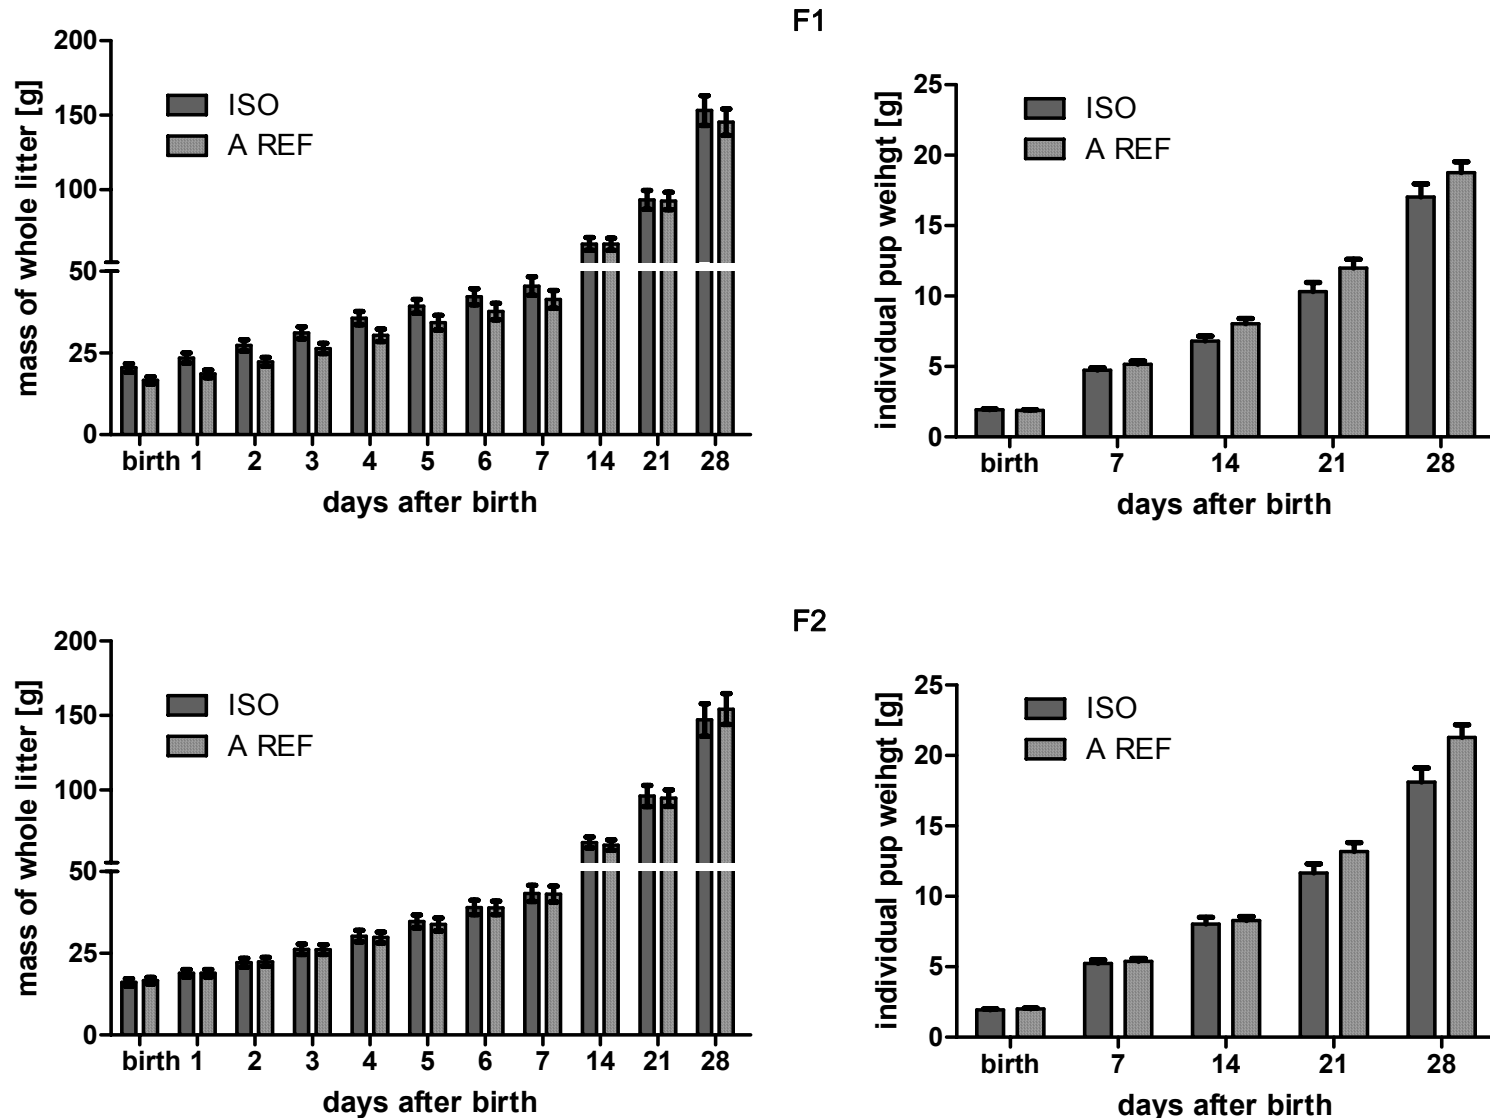 F1
mass of whole litter [g]
200
150
100
50
25
0
ISO
A REF
birth 1 2 3 4 5 6 7 14 21 28
days after birth
individual pup weihgt [g]
25
20
15
10
5
0
ISO
A REF
birth 7 14 21 28
days after birth
F2
mass of whole litter [g]
200
150
100
50
25
0
ISO
A REF
birth 1 2 3 4 5 6 7 14 21 28
days after birth
individual pup weihgt [g]
25
20
15
10
5
0
ISO
A REF
birth 7 14 21 28
days after birth